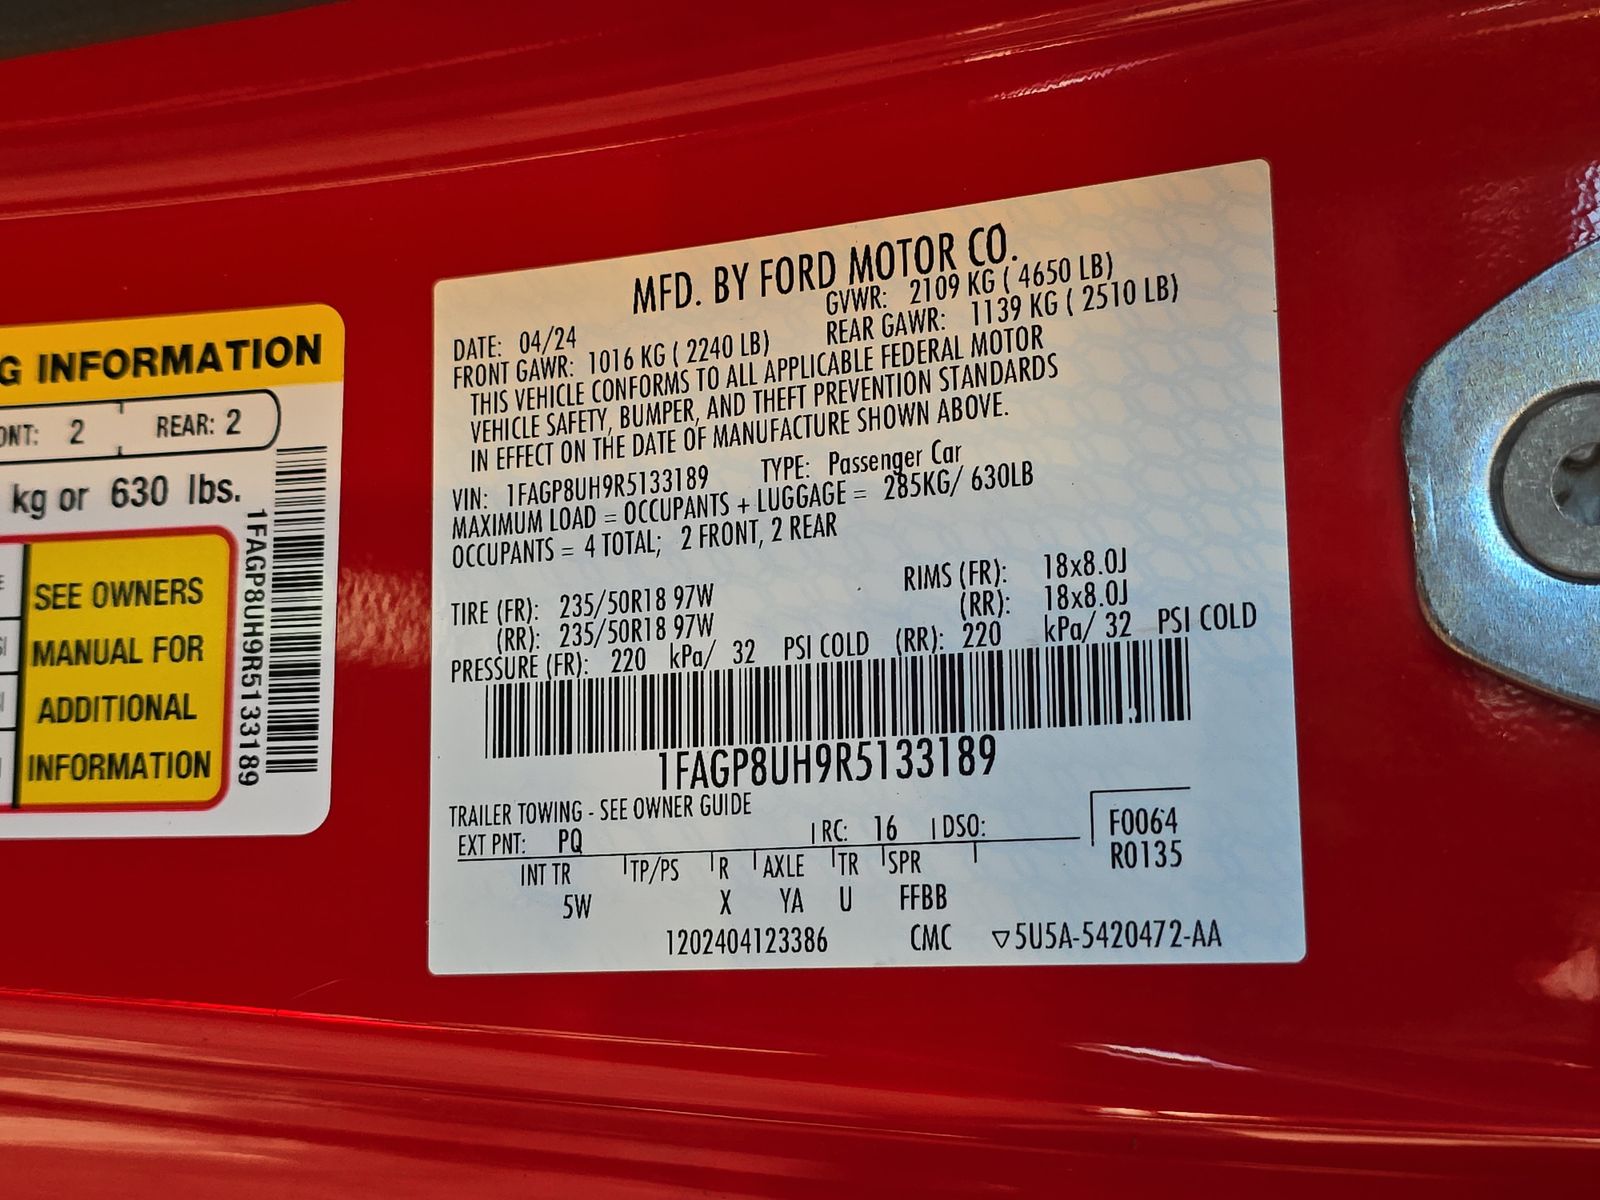 G INFORMATION
ONT: 2 REAR: 2
kg or 630 lbs.
SEE OWNERS
MANUAL FOR
ADDITIONAL
INFORMATION
1FAGP8UH9R5133189
MFD. BY FORD MOTOR CO.
DATE: 04/24 GVWR: 2109 KG ( 4650 LB)
FRONT GAWR: 1016 KG ( 2240 LB) REAR GAWR: 1139 KG ( 2510 LB)
THIS VEHICLE CONFORMS TO ALL APPLICABLE FEDERAL MOTOR
VEHICLE SAFETY, BUMPER, AND THEFT PREVENTION STANDARDS
IN EFFECT ON THE DATE OF MANUFACTURE SHOWN ABOVE.
VIN: 1FAGP8UH9R5133189 TYPE: Passenger Car
MAXIMUM LOAD = OCCUPANTS + LUGGAGE = 285KG/ 630LB
OCCUPANTS = 4 TOTAL; 2 FRONT, 2 REAR
TIRE (FR): 235/50R18 97W RIMS (FR): 18x8.0J
(RR): 235/50R18 97W (RR): 18x8.0J
PRESSURE (FR): 220 kPa/ 32 PSI COLD (RR): 220 kPa/ 32 PSI COLD
1FAGP8UH9R5133189
TRAILER TOWING - SEE OWNER GUIDE
EXT PNT: PQ RC: 16 DSO: F0064
INT TR TP/PS R AXLE TR SPR R0135
5W X YA U FFBB
1202404123386 CMC ▽5U5A-5420472-AA